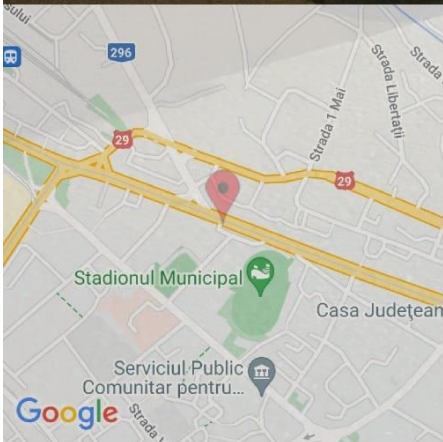 296
Strada
Strada Libertății
Strada 1 Mai
29
29
Stadionul Municipal
Casa Județean
Serviciul Public
Comunitar pentru...
Google
Strada